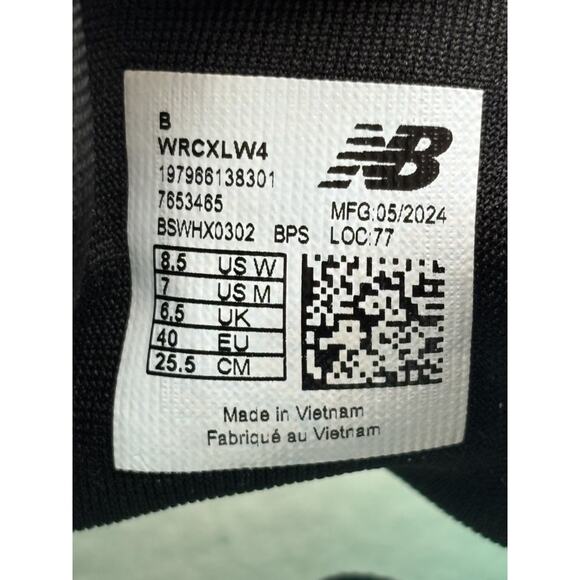 B
WRCXLW4
197966138301
7653465
BSWHX0302 BPS
NB
MFG:05/2024
LOC:77
8.5 US W
7 US M
6.5 UK
40 EU
25.5 CM
Made in Vietnam
Fabriqué au Vietnam